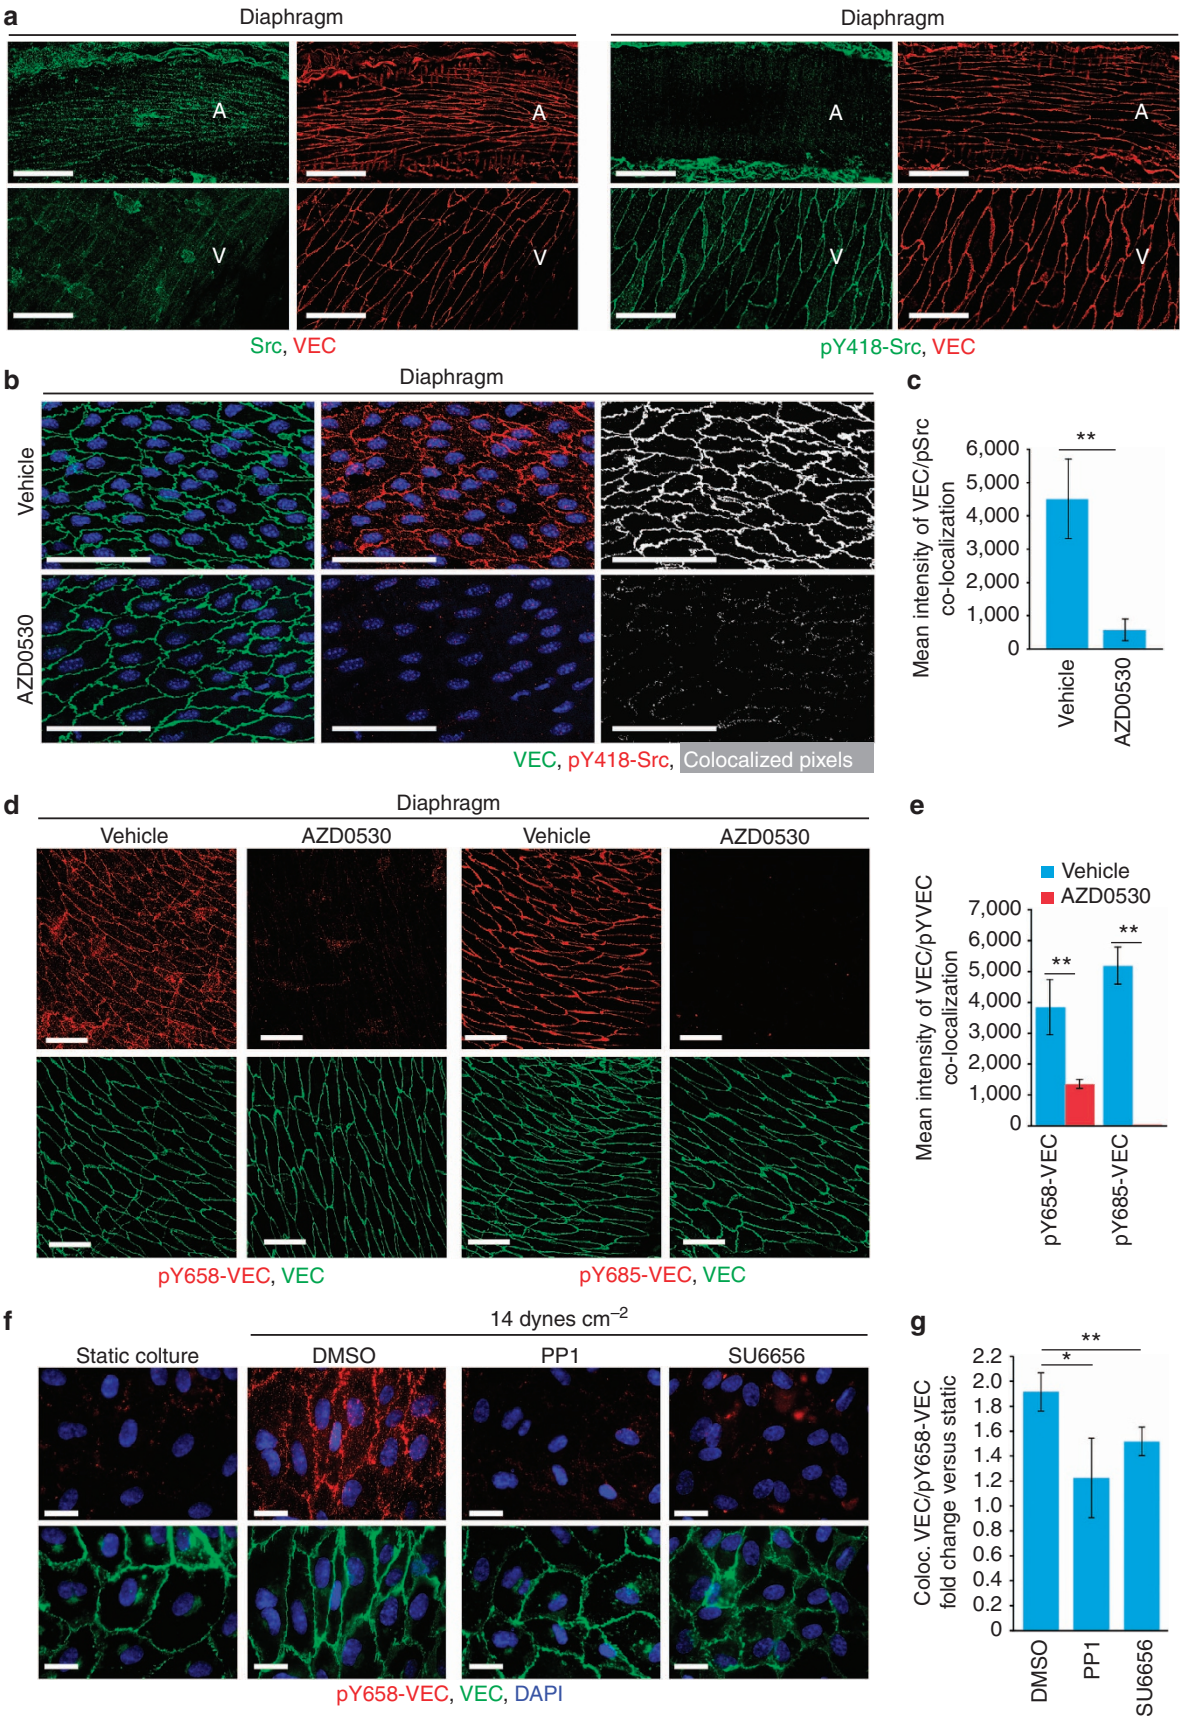 a
Diaphragm
Diaphragm
A
A
A
A
V
V
V
V
Src, VEC
pY418-Src, VEC
b
Diaphragm
Vehicle
AZD0530
VEC, pY418-Src, Colocalized pixels
c
Mean intensity of VEC/pSrc
co-localization
6,000
5,000
4,000
3,000
2,000
1,000
0
**
Vehicle
AZD0530
d
Diaphragm
Vehicle
AZD0530
Vehicle
AZD0530
pY658-VEC, VEC
pY685-VEC, VEC
e
Vehicle
AZD0530
Mean intensity of VEC/pYVEC
co-localization
7,000
6,000
5,000
4,000
3,000
2,000
1,000
0
**
**
pY658-VEC
pY685-VEC
f
14 dynes cm–2
Static colture
DMSO
PP1
SU6656
pY658-VEC, VEC, DAPI
g
Coloc. VEC/pY658-VEC
fold change versus static
2.2
2.0
1.8
1.6
1.4
1.2
1.0
0.8
0.6
0.4
0.2
0
**
*
DMSO
PP1
SU6656